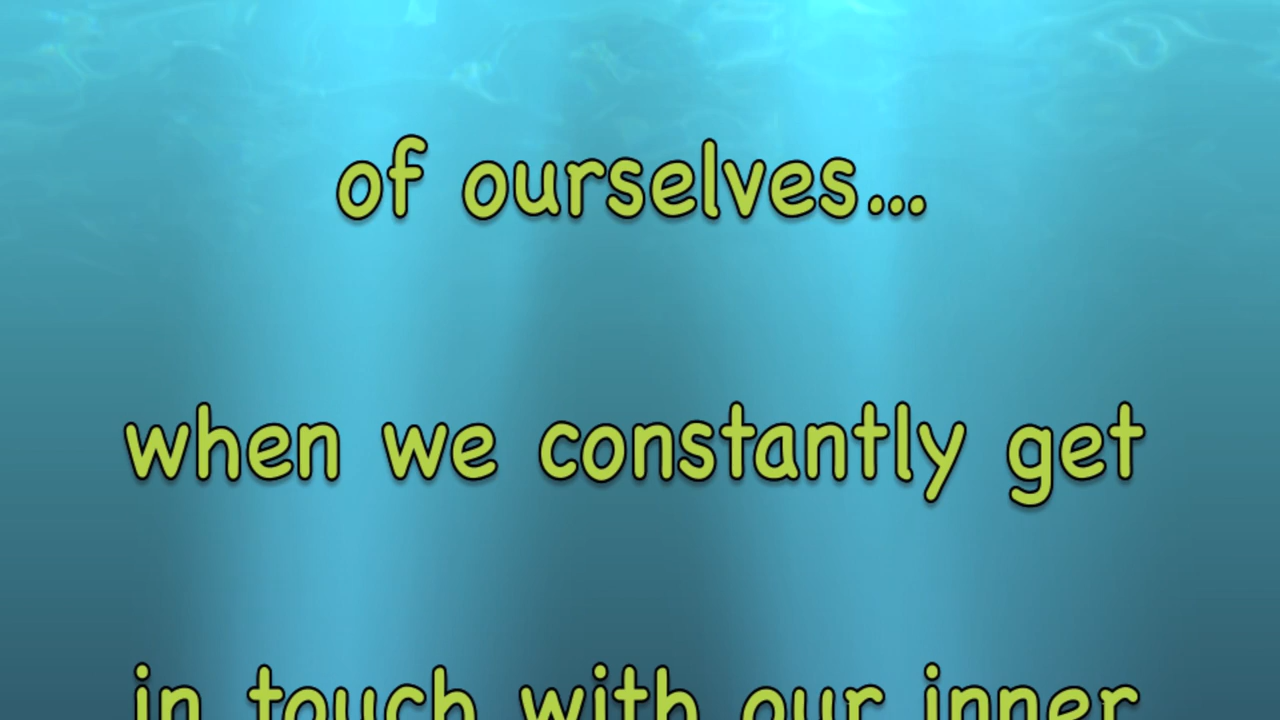 of ourselves...
when we constantly get
in touch with our inner